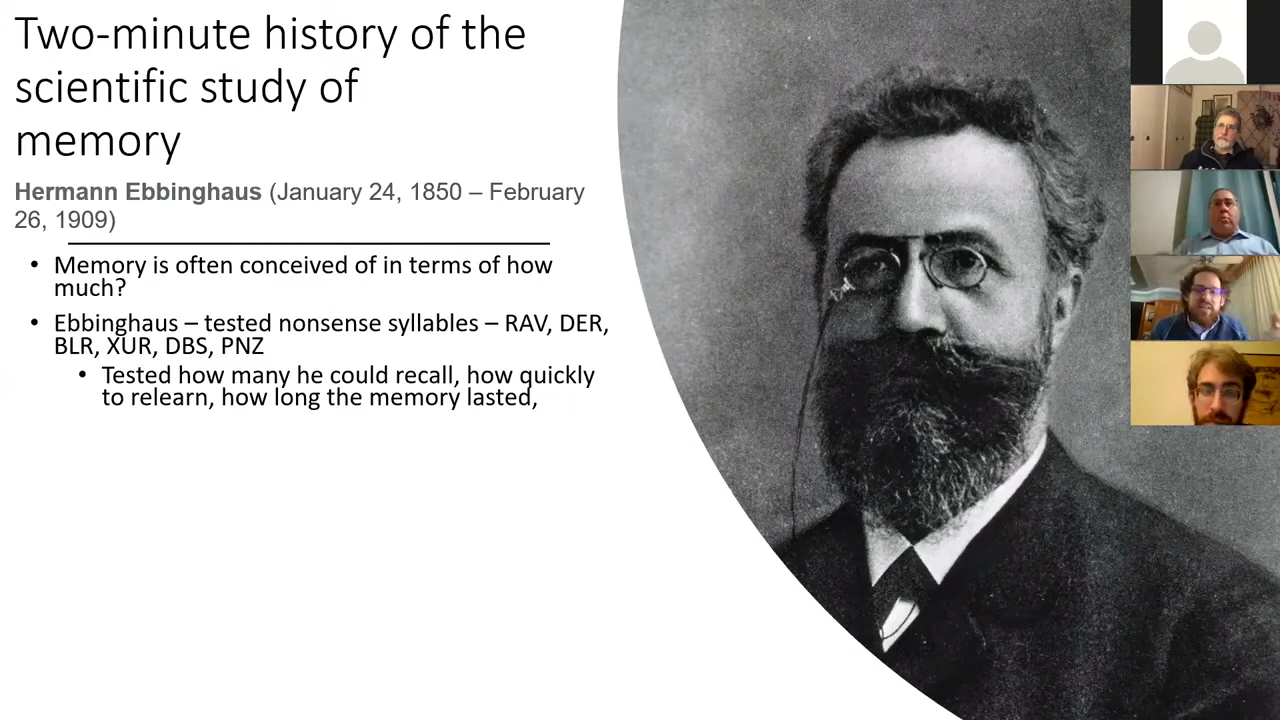 Two-minute history of the
scientific study of
memory
Hermann Ebbinghaus (January 24, 1850 – February
26, 1909)
• Memory is often conceived of in terms of how
much?
• Ebbinghaus – tested nonsense syllables – RAV, DER,
BLR, XUR, DBS, PNZ
• Tested how many he could recall, how quickly
to relearn, how long the memory lasted,